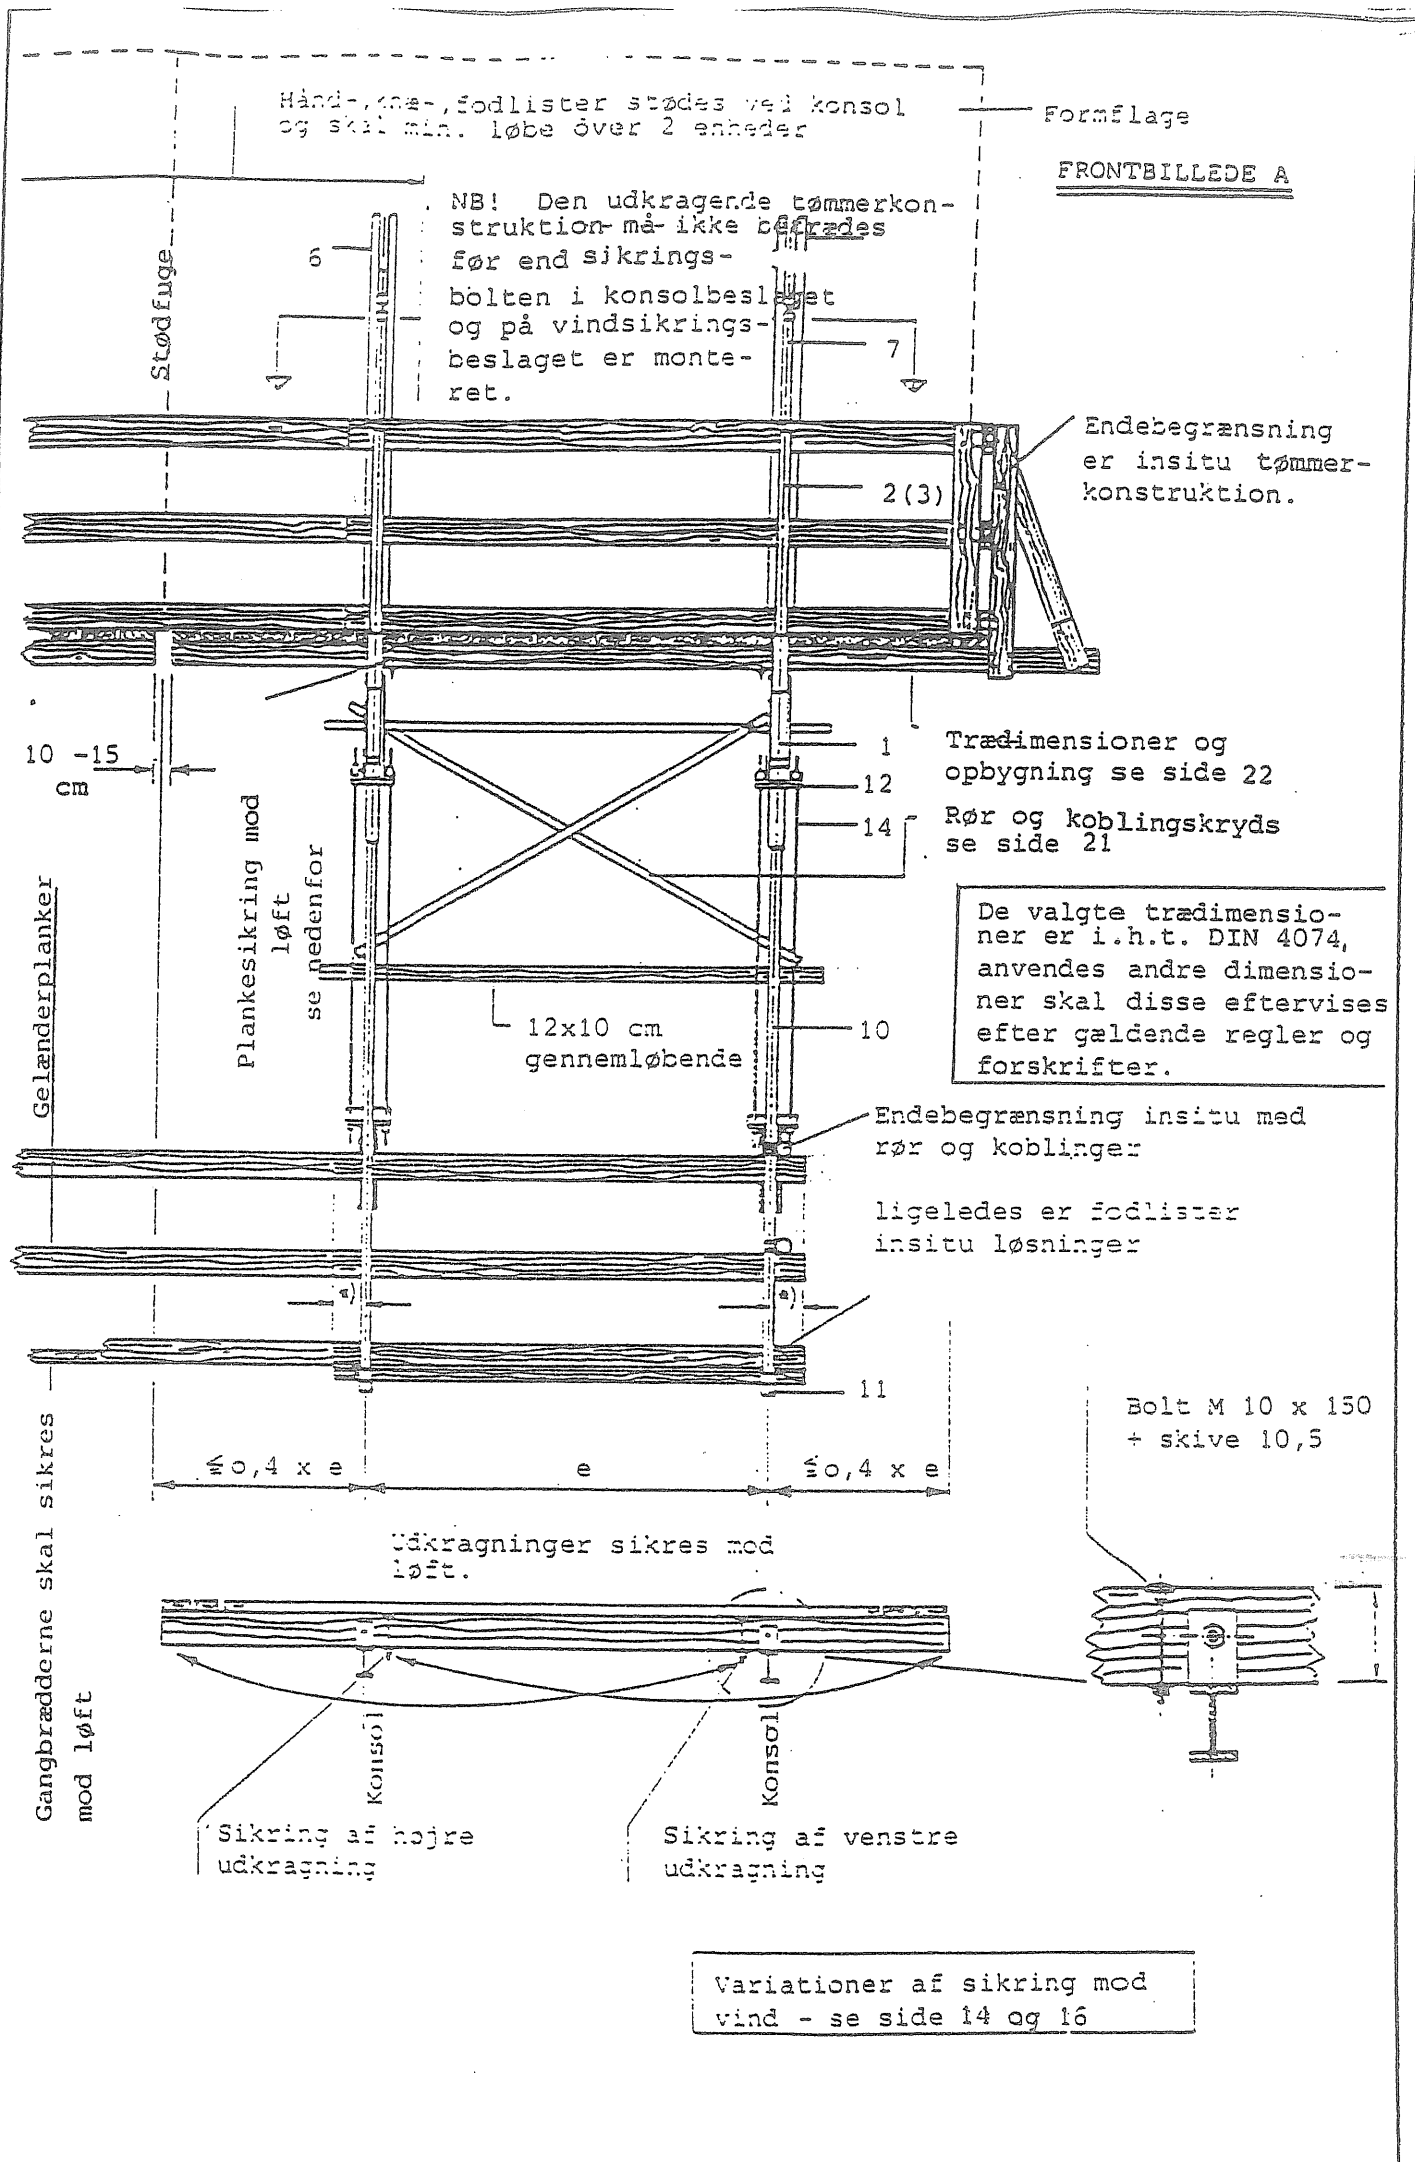 Hånd-,knæ-,fodlister stødes ved konsol
og skal min. løbe over 2 enheder
Formflage
FRONTBILLEDE A
NB! Den udkragende tømmerkon-
struktion må ikke betrædes
før end sikrings-
bolten i konsolbeslaget
og på vindsikrings-
beslaget er monte-
ret.
6
7
Stødfuge
Endebegrænsning
er insitu tømmer-
konstruktion.
2(3)
10 -15
cm
1
12
14
Trædimensioner og
opbygning se side 22
Rør og koblingskryds
se side 21
Plankesikring mod
løft
se nedenfor
Gelænderplanker
De valgte trædimensio-
ner er i.h.t. DIN 4074,
anvendes andre dimensio-
ner skal disse eftervises
efter gældende regler og
forskrifter.
12x10 cm
gennemløbende
10
Endebegrænsning insitu med
rør og koblinger
ligeledes er fodlister
insitu løsninger
11
Bolt M 10 x 150
+ skive 10,5
≦o,4 x e
e
≦o,4 x e
Gangbrædderne skal sikres
mod løft
Udkragninger sikres mod
løft.
Konsol
Konsol
Sikring af højre
udkragning
Sikring af venstre
udkragning
Variationer af sikring mod
vind - se side 14 og 16